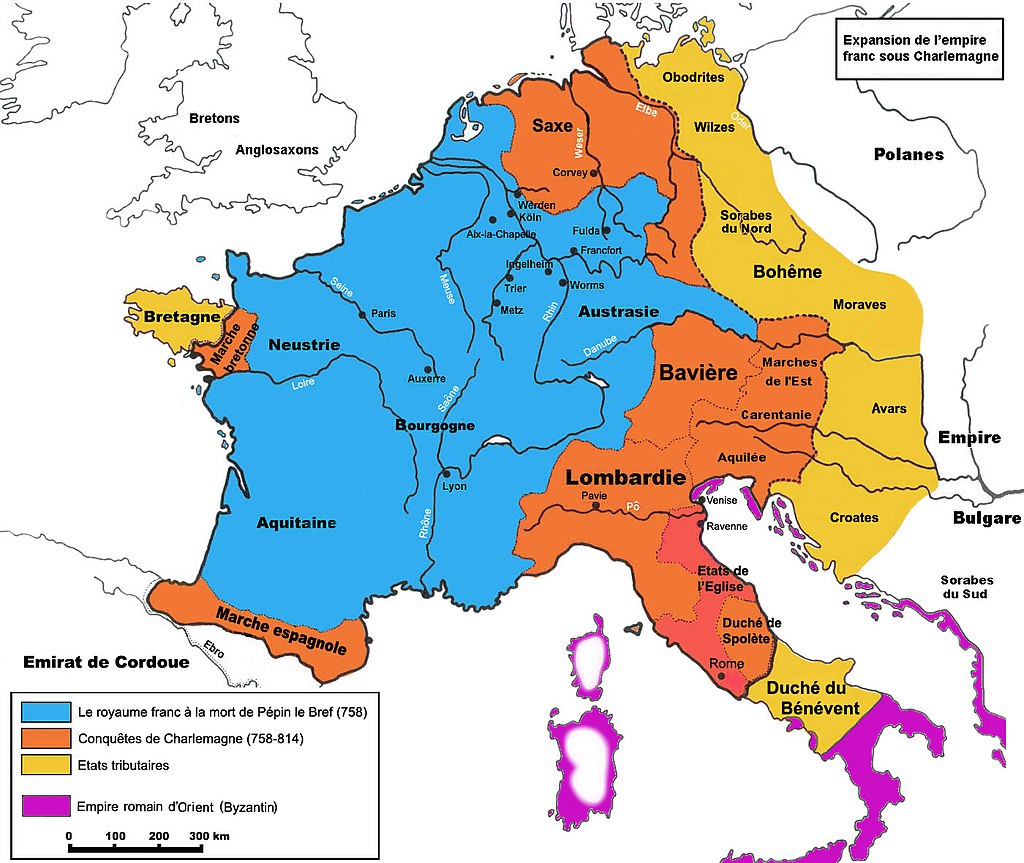 Expansion de l'empire
franc sous Charlemagne
Obodrites
Elbe
Oder
Wilzes
Bretons
Anglosaxons
Saxe
Weser
Polanes
Corvey
Werden
Köln
Aix-la-Chapelle
Fulda
Sorabes
du Nord
Francfort
Ingelheim
Bohême
Trier
Worms
Meuse
Seine
Moraves
Bretagne
Marche
bretonne
Paris
Metz
Rhin
Austrasie
Neustrie
Danube
Auxerre
Loire
Saône
Bavière
Marches
de l'Est
Avars
Carentanie
Bourgogne
Empire
Bulgare
Aquilée
Lombardie
Lyon
Pavie
Pô
Venise
Ravenne
Croates
Aquitaine
Rhône
Etats de
l'Eglise
Sorabes
du Sud
Marche espagnole
Duché de
Spolète
Ebro
Emirat de Cordoue
Rome
Duché du
Bénévent
Le royaume franc à la mort de Pépin le Bref (758)
Conquêtes de Charlemagne (758-814)
Etats tributaires
Empire romain d'Orient (Byzantin)
0 100 200 300 km